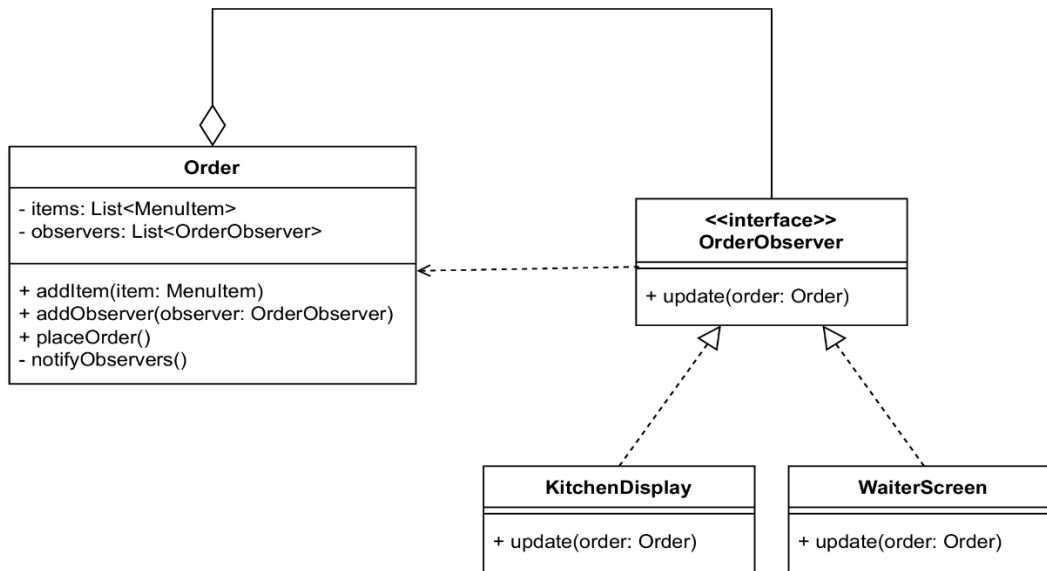 Order
- items: List<MenuItem>
- observers: List<OrderObserver>
+ addItem(item: MenuItem)
+ addObserver(observer: OrderObserver)
+ placeOrder()
- notifyObservers()
<<interface>>
OrderObserver
+ update(order: Order)
KitchenDisplay
+ update(order: Order)
WaiterScreen
+ update(order: Order)